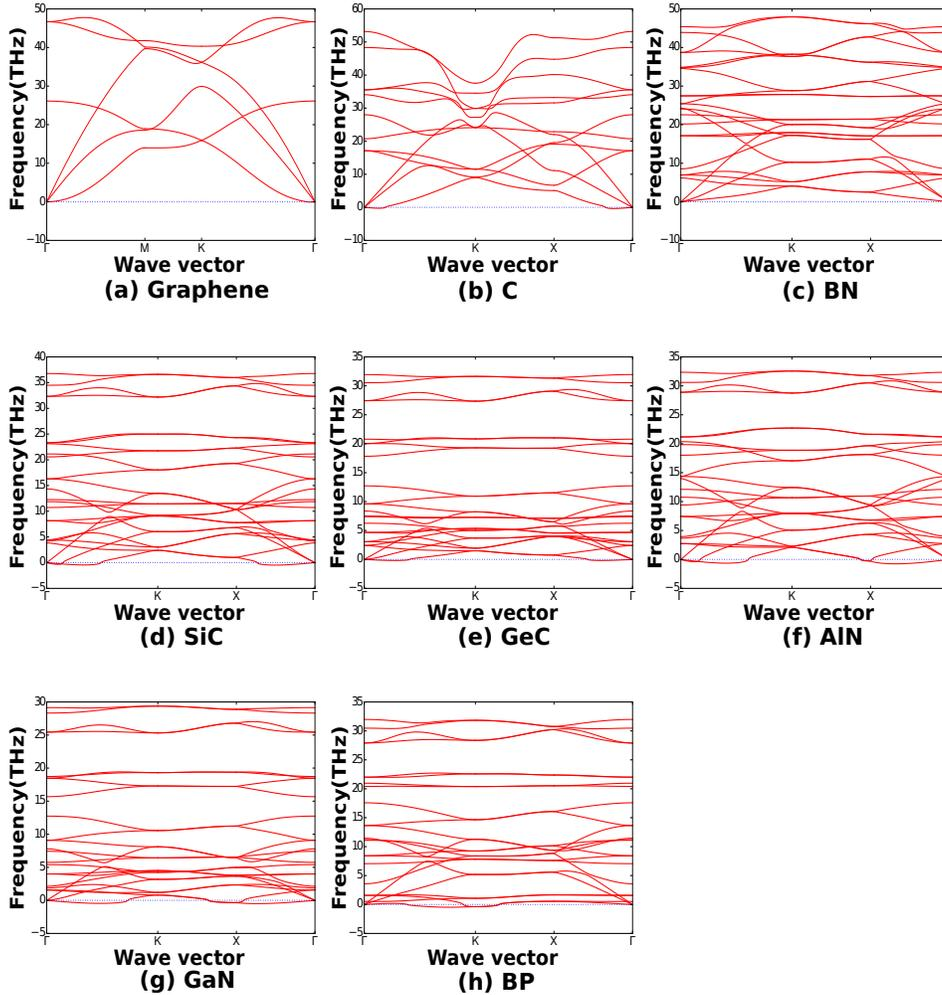 Frequency(THz)
50
40
30
20
10
0
−10
Γ M K Γ
Wave vector
(a) Graphene
Frequency(THz)
60
50
40
30
20
10
0
−10
Γ K X Γ
Wave vector
(b) C
Frequency(THz)
50
40
30
20
10
0
−10
Γ K X
Wave vector
(c) BN
Frequency(THz)
40
35
30
25
20
15
10
5
0
−5
Γ K X Γ
Wave vector
(d) SiC
Frequency(THz)
35
30
25
20
15
10
5
0
−5
Γ K X Γ
Wave vector
(e) GeC
Frequency(THz)
35
30
25
20
15
10
5
0
−5
Γ K X
Wave vector
(f) AlN
Frequency(THz)
30
25
20
15
10
5
0
−5
Γ K X Γ
Wave vector
(g) GaN
Frequency(THz)
35
30
25
20
15
10
5
0
−5
Γ K X Γ
Wave vector
(h) BP